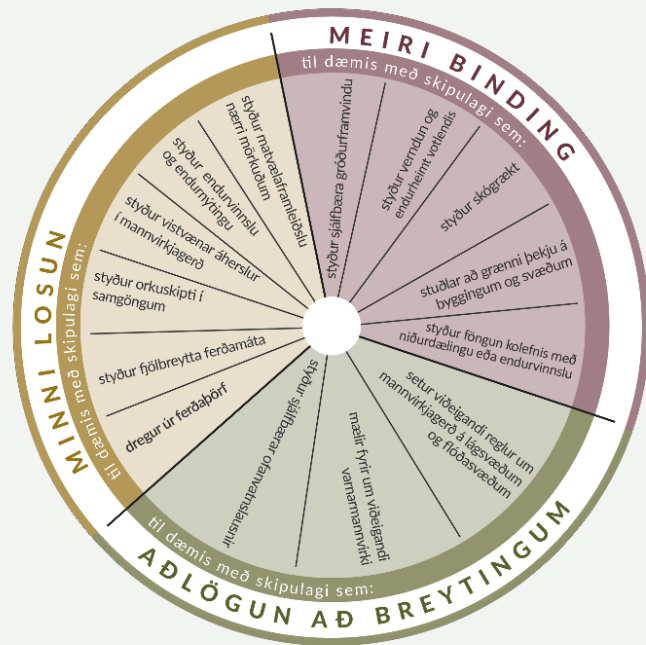 MEIRI BINDING
til dæmis með skipulagi sem:
styður sjálfbæra gróðurframvindu
styður verndun og
endurheimt votlendis
styður skógrækt
stuðlar að grænni þekju á
byggingum og svæðum
styður föngun kolefnis með
niðurdælingu eða endurvinnslu
AÐLÖGUN AÐ BREYTINGUM
til dæmis með skipulagi sem:
setur viðeigandi reglur um
mannvirkjagerð á lágsvæðum
og flóðasvæðum
mælir fyrir um viðeigandi
varnarmannvirki
styður sjálfbærar ofanvatnslausnir
MINNI LOSUN
til dæmis með skipulagi sem:
dregur úr ferðaþörf
styður fjölbreytta ferðamáta
styður orkuskipti í
samgöngum
styður vistvænar áherslur
í mannvirkjagerð
styður endurvinnslu
og endurnýtingu
styður matvælaframleiðslu
nærri mörkuðum